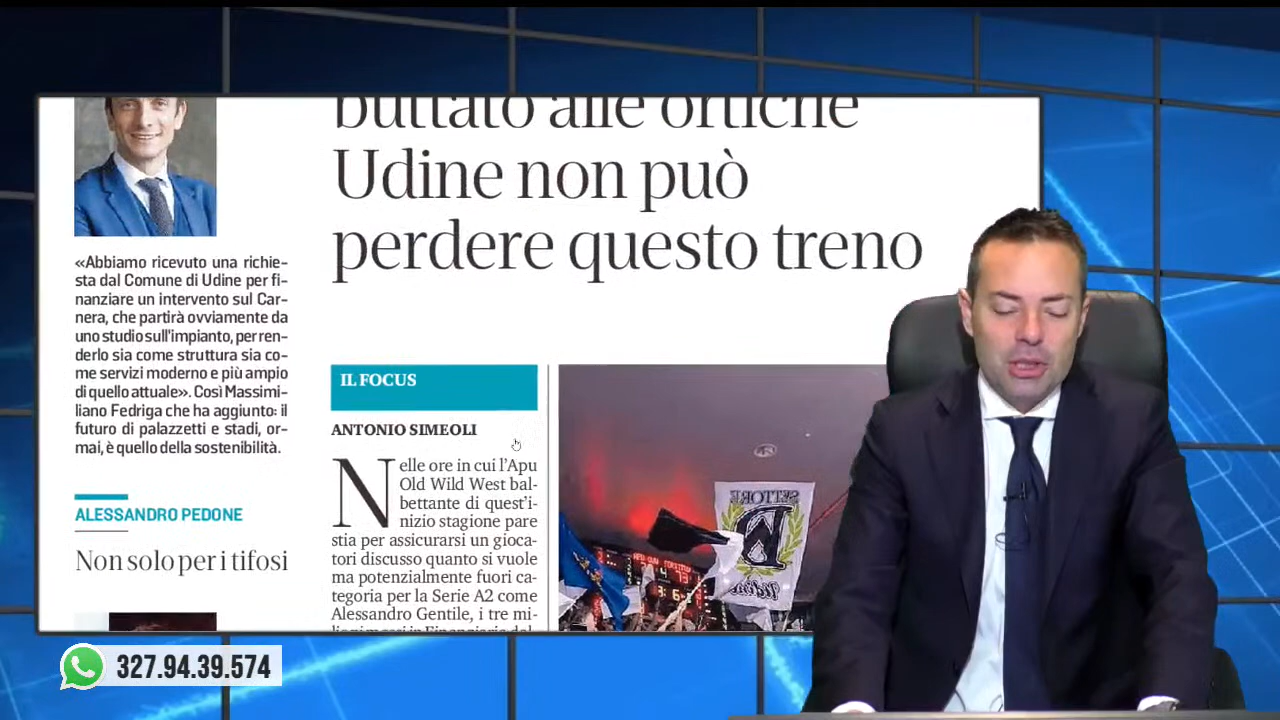 buttato alle ortiche
Udine non può
perdere questo treno
«Abbiamo ricevuto una richie-
sta dal Comune di Udine per fi-
nanziare un intervento sul Car-
nera, che partirà ovviamente da
uno studio sull'impianto, per ren-
derlo sia come struttura sia co-
me servizi moderno e più ampio
di quello attuale». Così Massimi-
liano Fedriga che ha aggiunto: il
futuro di palazzetti e stadi, or-
mai, è quello della sostenibilità.
ALESSANDRO PEDONE
Non solo per i tifosi
IL FOCUS
ANTONIO SIMEOLI
Nelle ore in cui l'Apu
Old Wild West bal-
bettante di quest'i-
nizio stagione pare
stia per assicurarsi un gioca-
tori discusso quanto si vuole
ma potenzialmente fuori ca-
tegoria per la Serie A2 come
Alessandro Gentile, i tre mi-
SETTORE
327.94.39.574